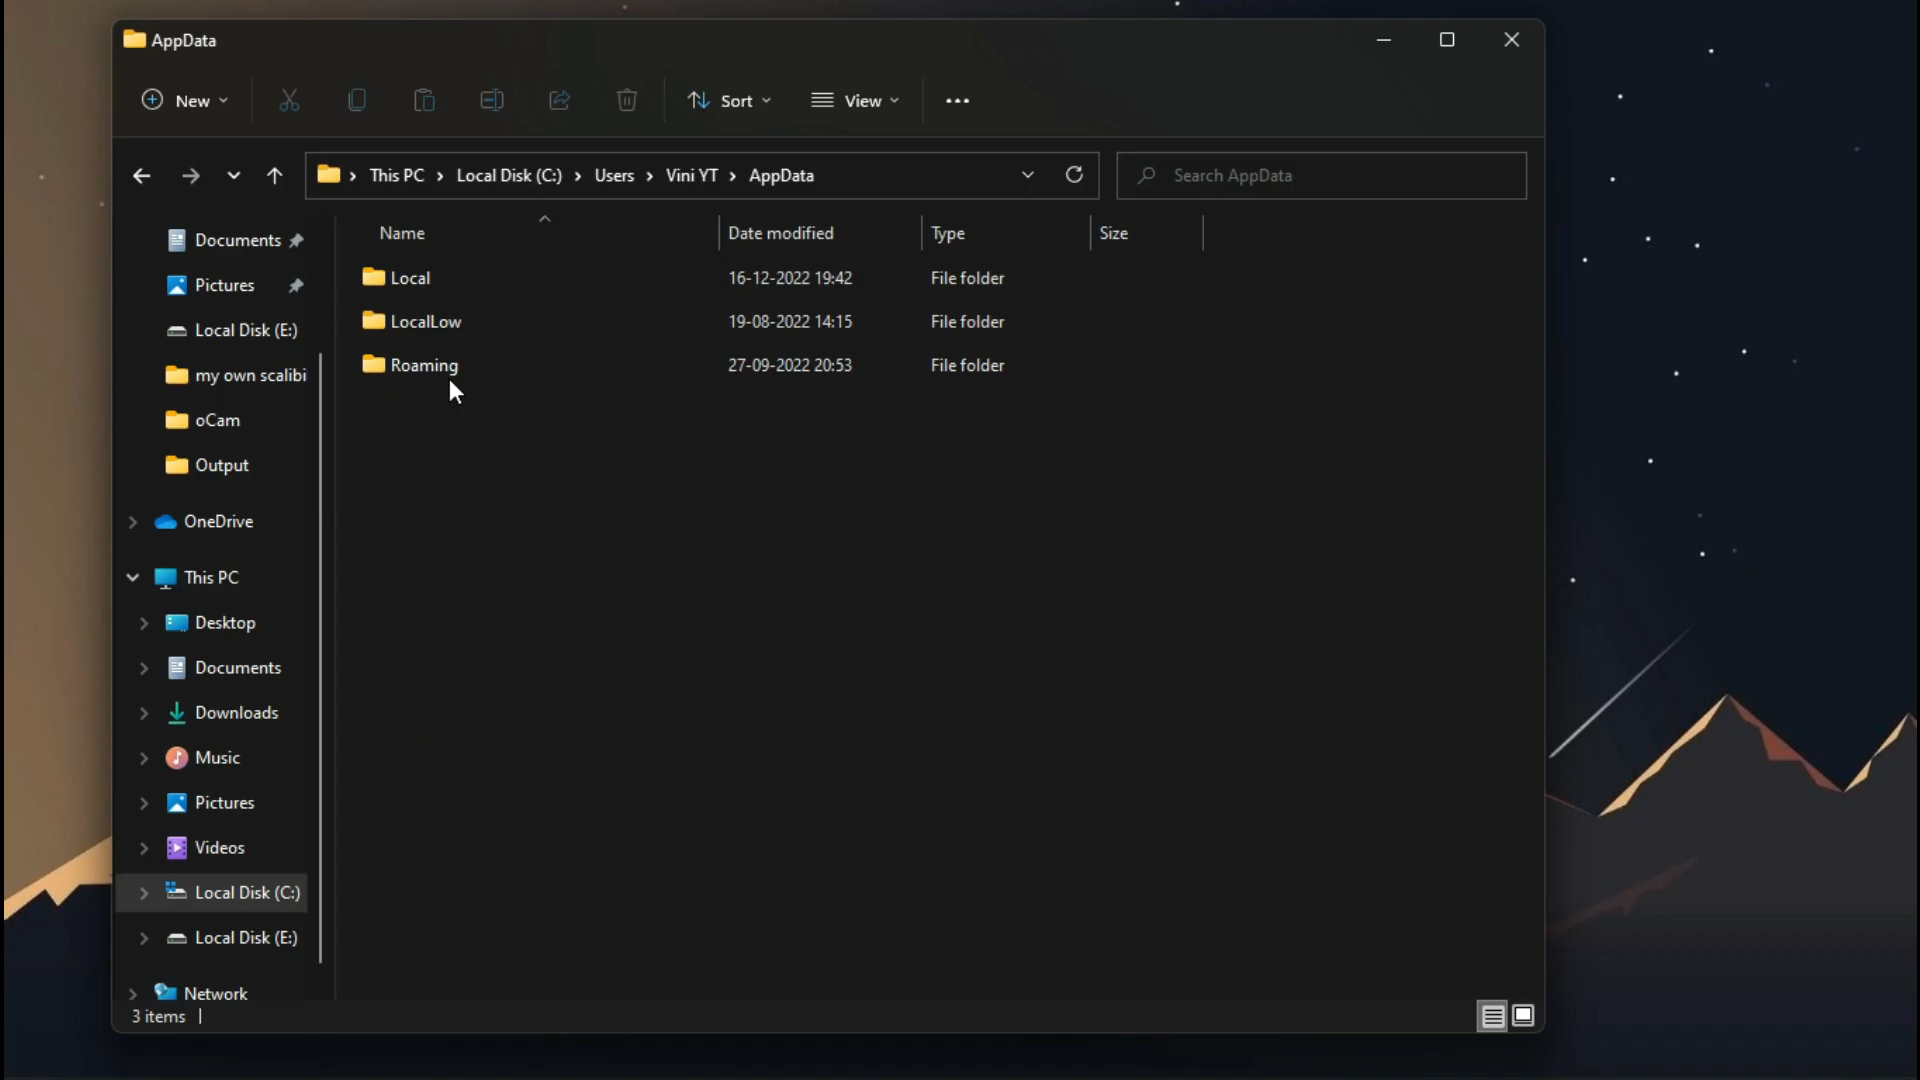 AppData
New
Sort
View
This PC > Local Disk (C:) > Users > Vini YT > AppData
Search AppData
Name Date modified Type Size
Local 16-12-2022 19:42 File folder
LocalLow 19-08-2022 14:15 File folder
Roaming 27-09-2022 20:53 File folder
Documents
Pictures
Local Disk (E:)
my own scalibi
oCam
Output
OneDrive
This PC
Desktop
Documents
Downloads
Music
Pictures
Videos
Local Disk (C:)
Local Disk (E:)
Network
3 items